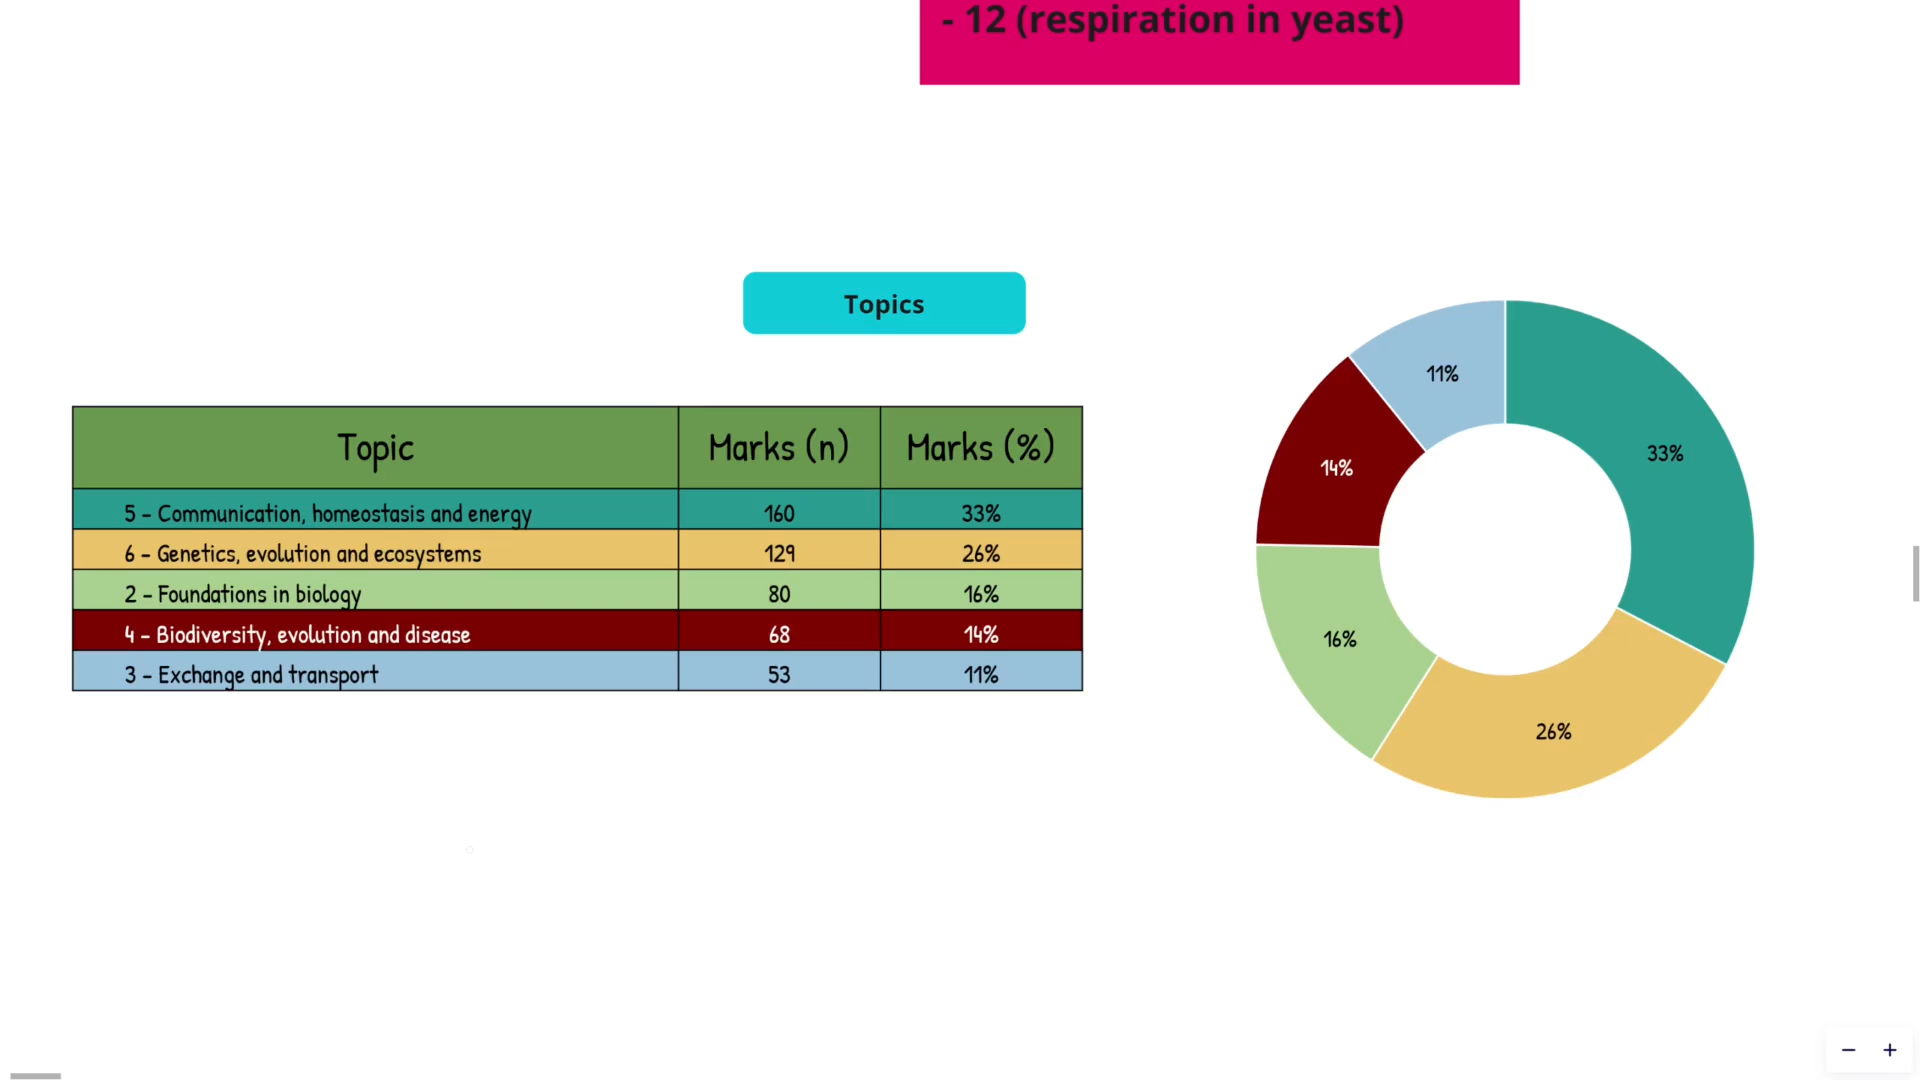 - 12 (respiration in yeast)
Topics
Topic Marks (n) Marks (%)
5 - Communication, homeostasis and energy 160 33%
6 - Genetics, evolution and ecosystems 129 26%
2 - Foundations in biology 80 16%
4 - Biodiversity, evolution and disease 68 14%
3 - Exchange and transport 53 11%
11%
33%
14%
16%
26%